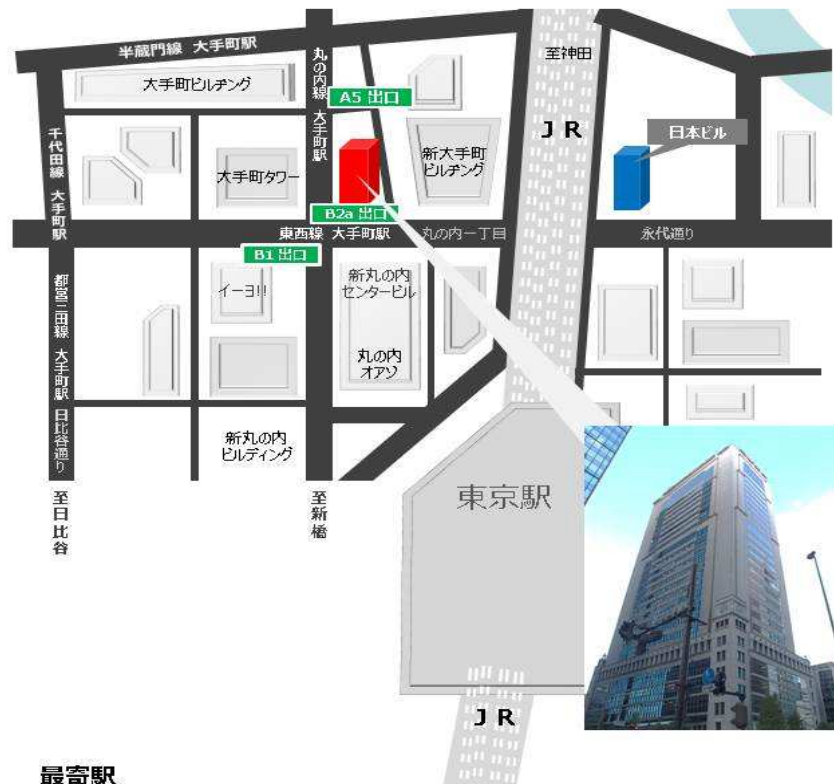 半蔵門線 大手町駅
丸の内線 大手町駅
至神田
大手町ビルヂング
A5 出口
JR
日本ビル
千代田線 大手町駅
大手町タワー
新大手町
ビルヂング
B2a 出口
東西線 大手町駅
丸の内一丁目
永代通り
B1 出口
都営三田線 大手町駅
イーヨ!!
新丸の内
センタービル
丸の内
オアゾ
日比谷通り
新丸の内
ビルディング
至日比谷
至新橋
東京駅
JR
最寄駅